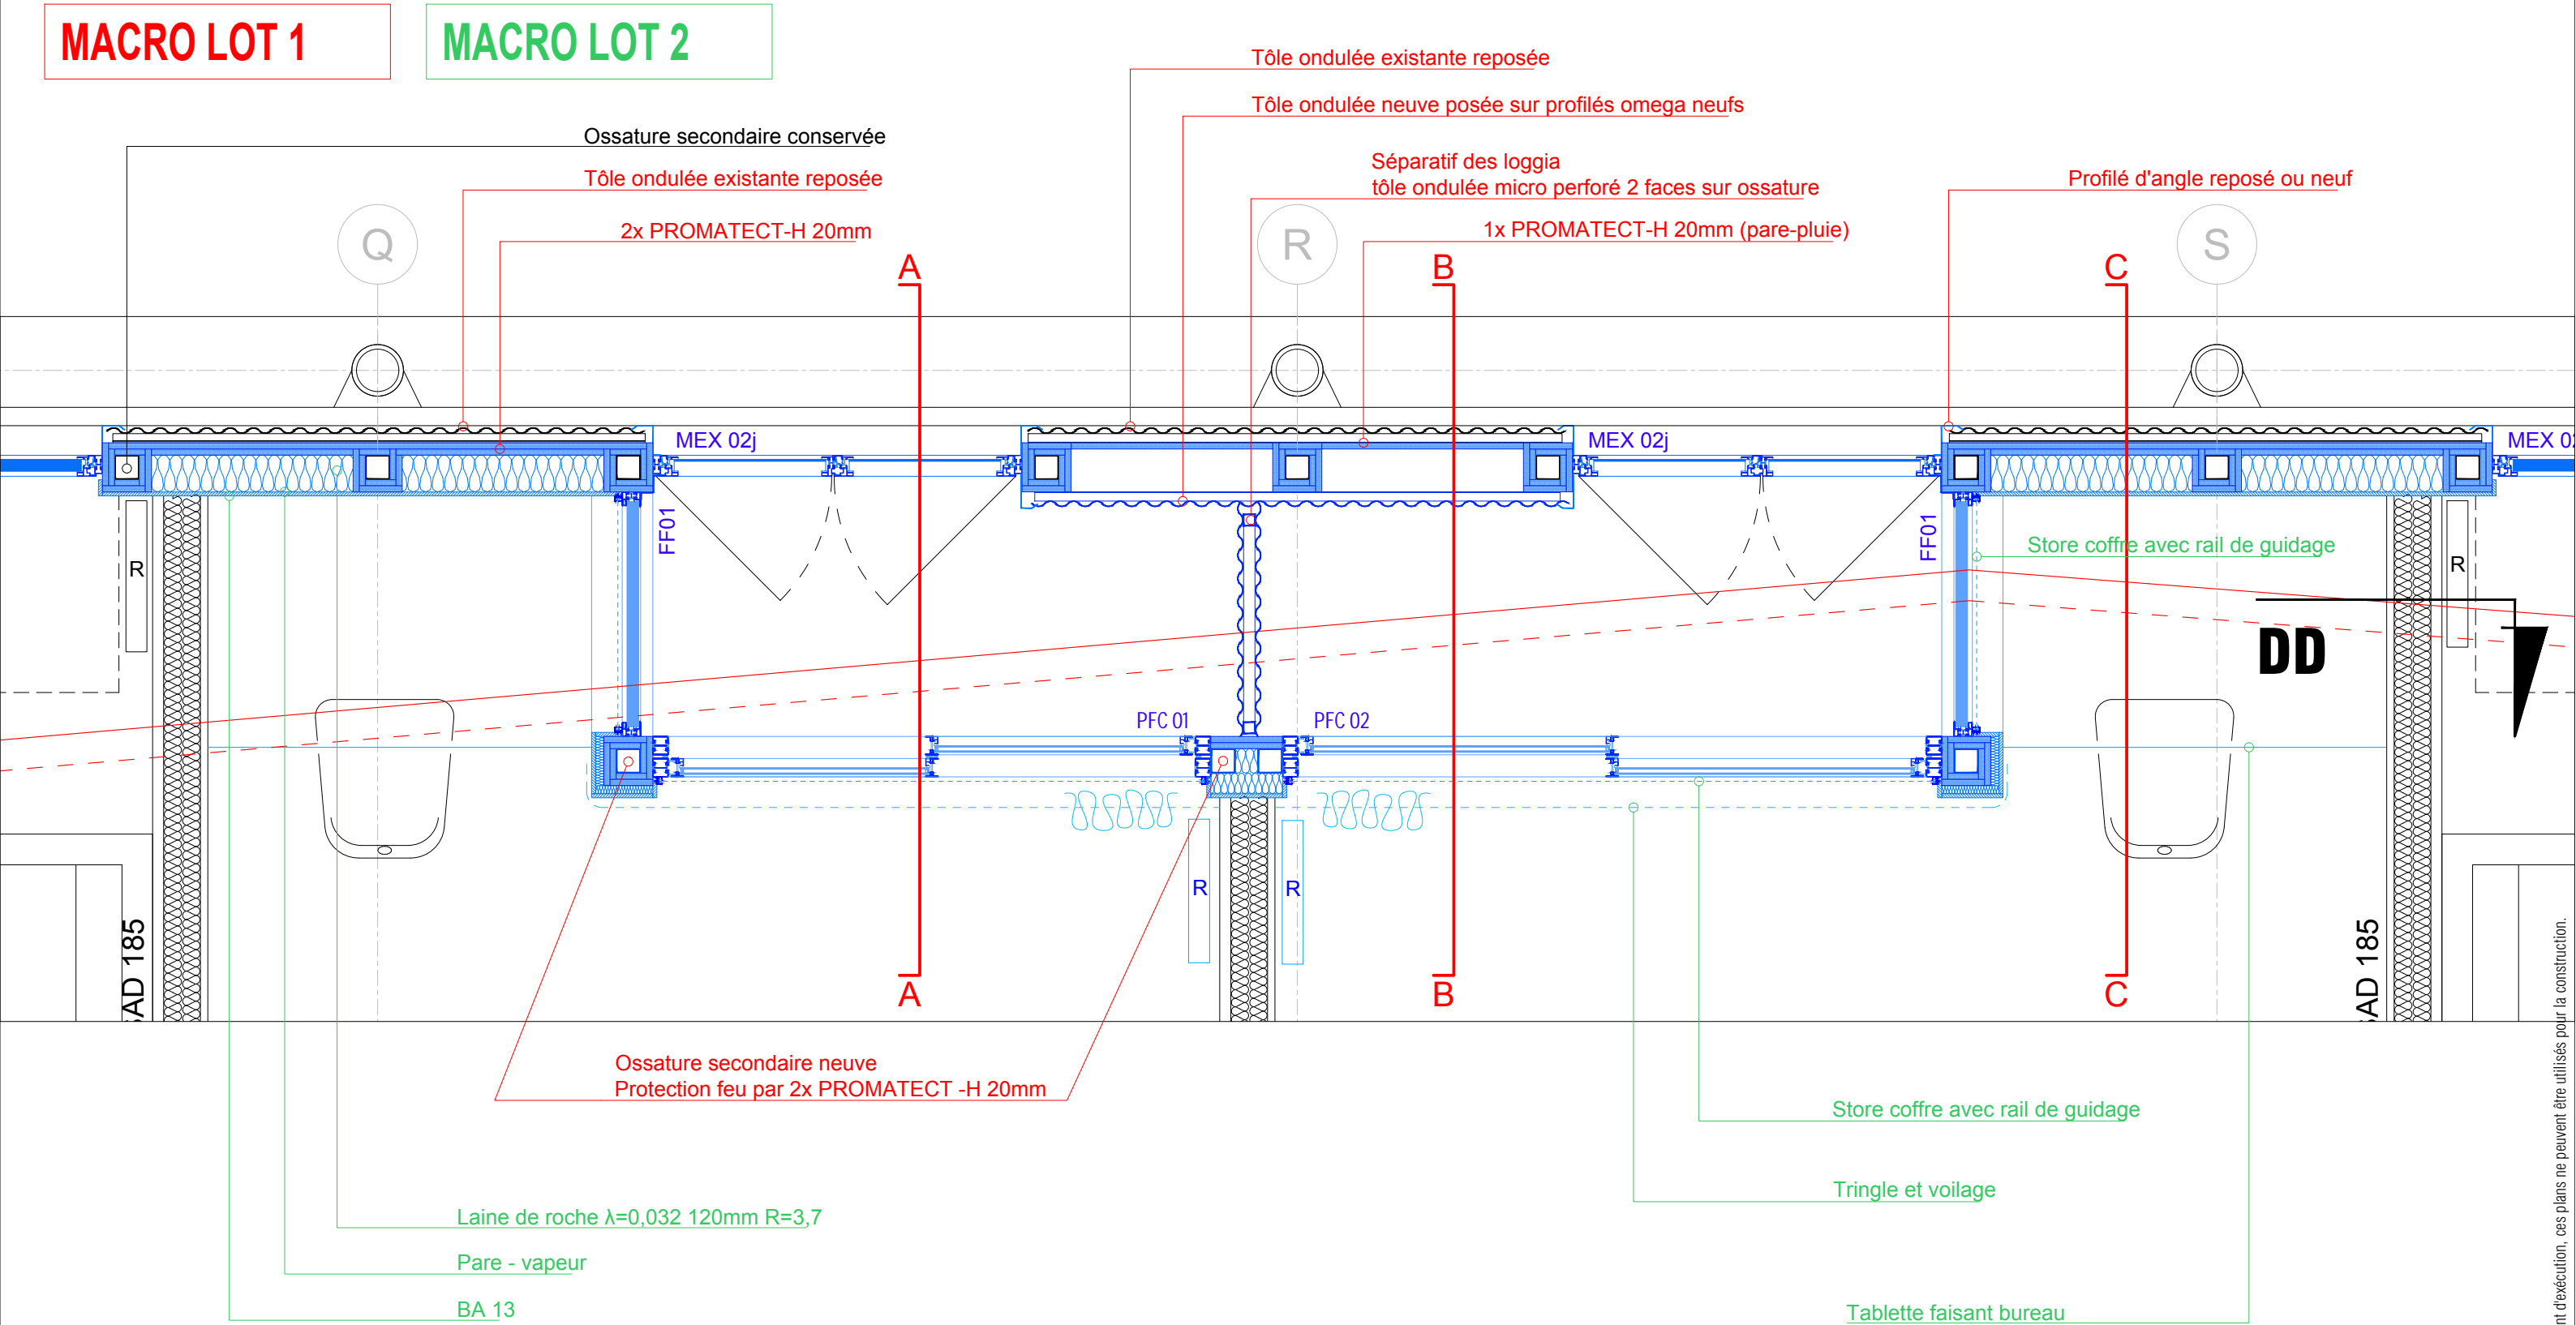 MACRO LOT 1
MACRO LOT 2
Tôle ondulée existante reposée
Tôle ondulée neuve posée sur profilés omega neufs
Ossature secondaire conservée
Séparatif des loggia
tôle ondulée micro perforé 2 faces sur ossature
Tôle ondulée existante reposée
Profilé d'angle reposé ou neuf
2x PROMATECT-H 20mm
1x PROMATECT-H 20mm (pare-pluie)
Q
R
S
A
B
C
MEX 02j
MEX 02j
MEX 02
FF01
FF01
Store coffre avec rail de guidage
R
R
DD
PFC 01
PFC 02
R
R
AD 185
AD 185
A
B
C
Ossature secondaire neuve
Protection feu par 2x PROMATECT -H 20mm
Store coffre avec rail de guidage
Tringle et voilage
Laine de roche λ=0,032 120mm R=3,7
Pare - vapeur
BA 13
Tablette faisant bureau
nt d'exécution, ces plans ne peuvent être utilisés pour la construction.